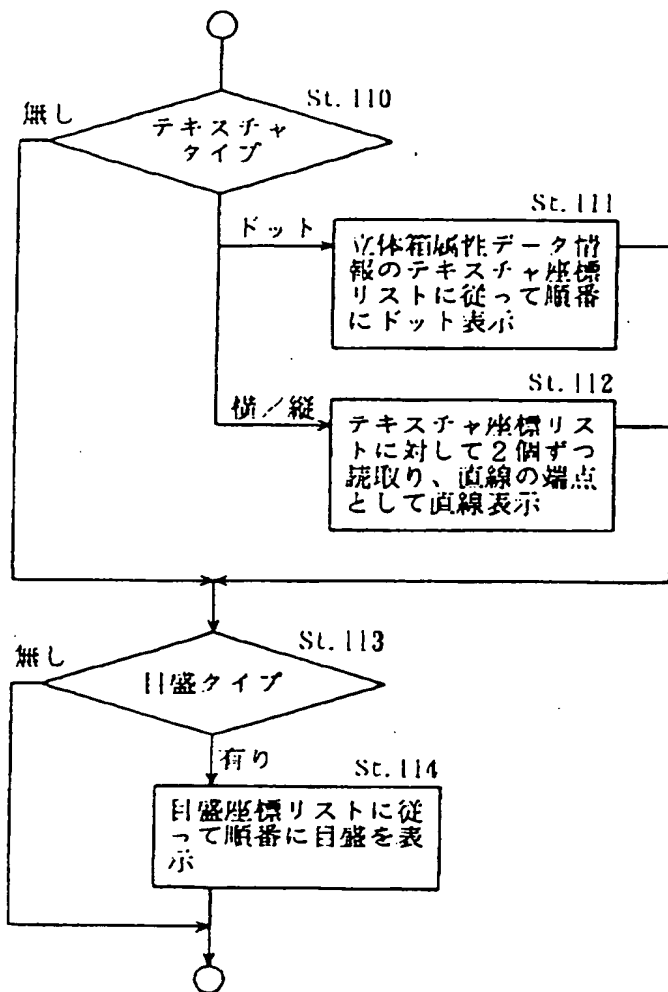 St.110
無し
テキスチャ
タイプ
St.111
ドット
立体箱属性データ情
報のテキスチャ座標
リストに従って順番
にドット表示
St.112
横／縦
テキスチャ座標リス
トに対して2個ずつ
読取り、直線の端点
として直線表示
St.113
無し
目盛タイプ
有り
St.114
目盛座標リストに従
って順番に目盛を表
示